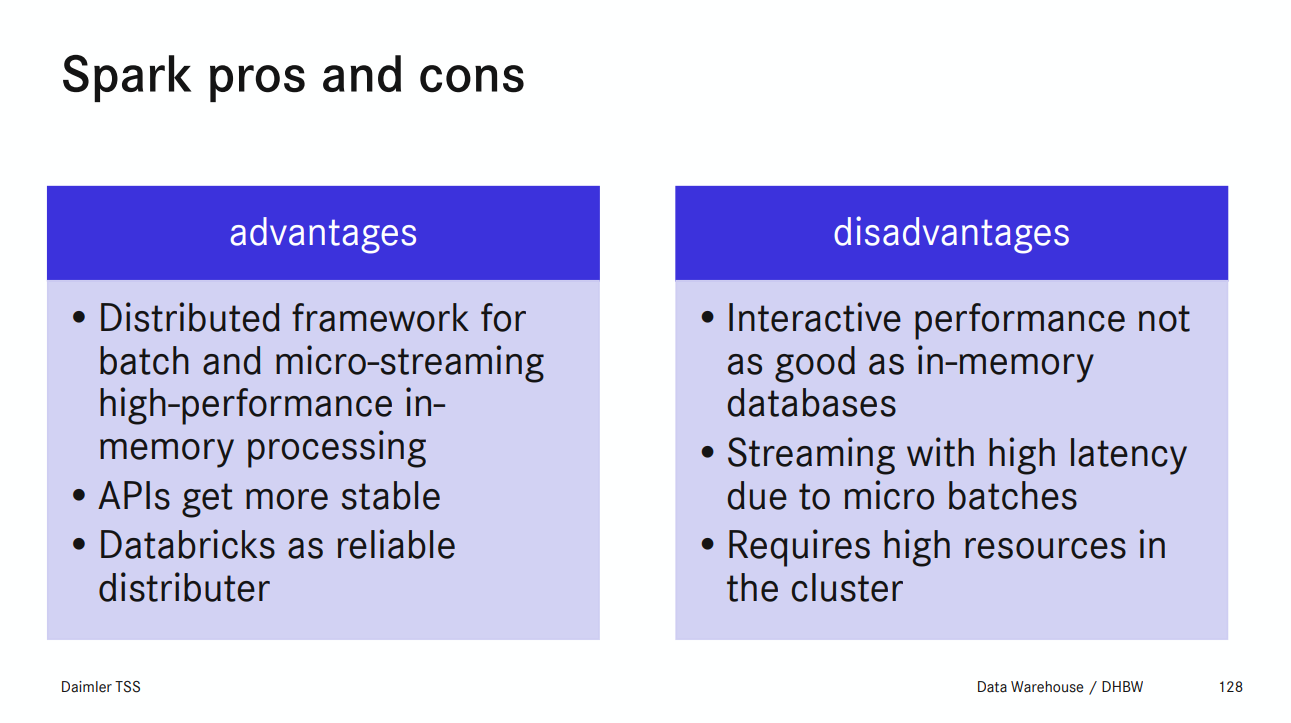 Spark pros and cons
advantages
• Distributed framework for
batch and micro-streaming
high-performance in-
memory processing
• APIs get more stable
• Databricks as reliable
distributer
disadvantages
• Interactive performance not
as good as in-memory
databases
• Streaming with high latency
due to micro batches
• Requires high resources in
the cluster
Daimler TSS
Data Warehouse / DHBW
128